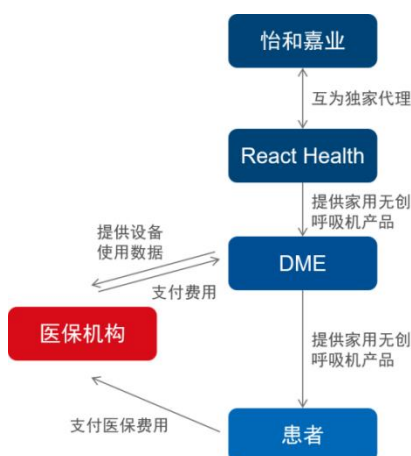 怡和嘉业
互为独家代理
React Health
提供家用无创
呼吸机产品
提供设备
使用数据
DME
支付费用
医保机构
提供家用无创
呼吸机产品
支付医保费用
患者